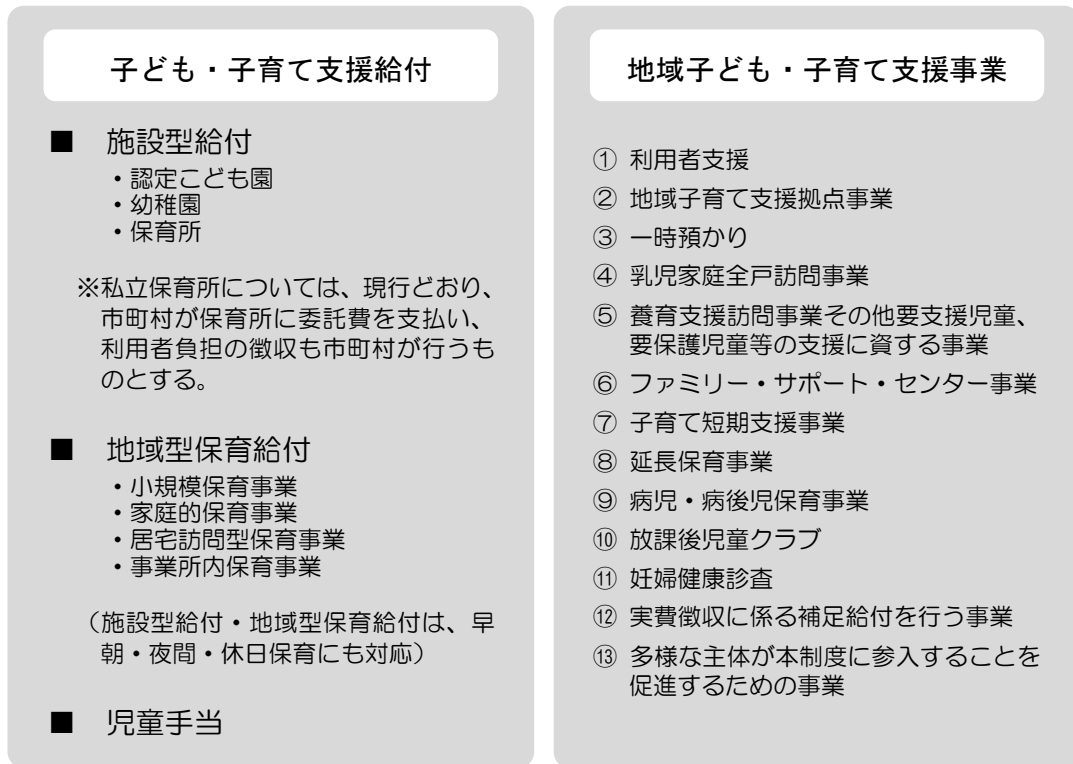 子ども・子育て支援給付
■ 施設型給付
・認定こども園
・幼稚園
・保育所
※私立保育所については、現行どおり、
市町村が保育所に委託費を支払い、
利用者負担の徴収も市町村が行うも
のとする。
■ 地域型保育給付
・小規模保育事業
・家庭的保育事業
・居宅訪問型保育事業
・事業所内保育事業
（施設型給付・地域型保育給付は、早
朝・夜間・休日保育にも対応）
■ 児童手当
地域子ども・子育て支援事業
① 利用者支援
② 地域子育て支援拠点事業
③ 一時預かり
④ 乳児家庭全戸訪問事業
⑤ 養育支援訪問事業その他要支援児童、
要保護児童等の支援に資する事業
⑥ ファミリー・サポート・センター事業
⑦ 子育て短期支援事業
⑧ 延長保育事業
⑨ 病児・病後児保育事業
⑩ 放課後児童クラブ
⑪ 妊婦健康診査
⑫ 実費徴収に係る補足給付を行う事業
⑬ 多様な主体が本制度に参入することを
促進するための事業